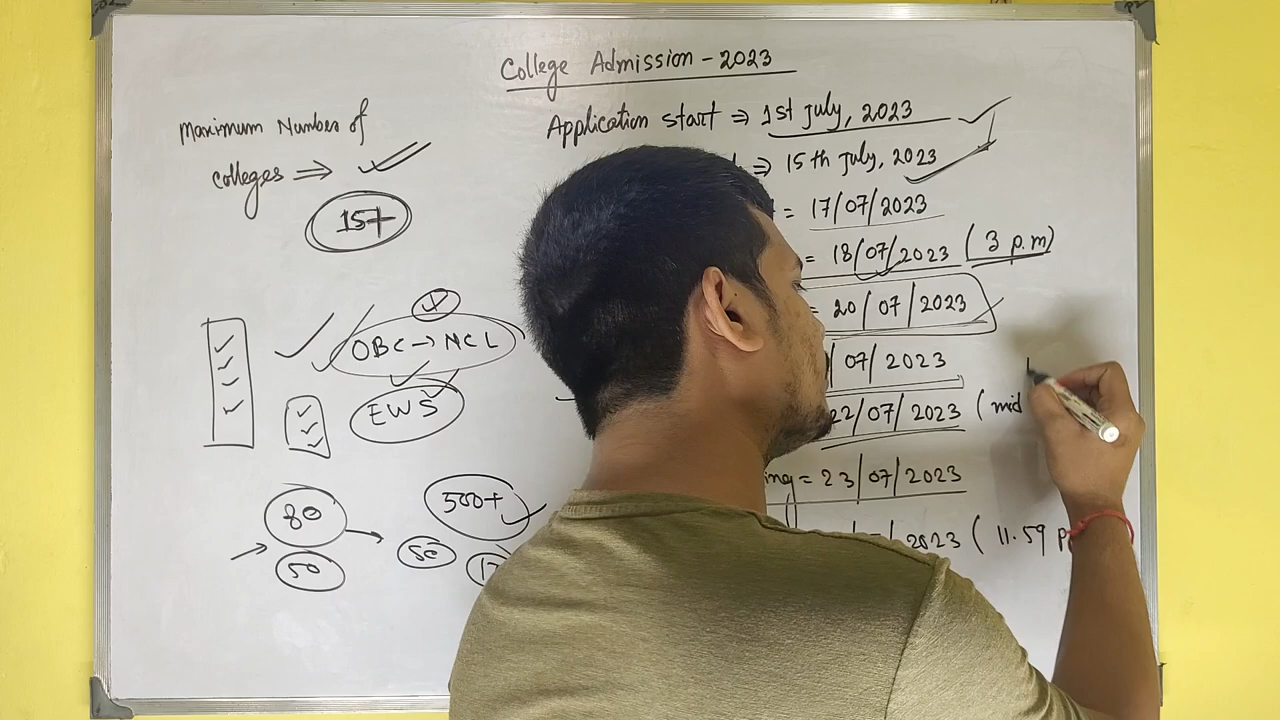 College Admission - 2023
Maximum Number of
colleges ⇒
157
OBC → NCL
EWS
80
50
500+
50
Application start ⇒ 1st July, 2023
⇒ 15th July, 2023
= 17/07/2023
= 18/07/2023 (3 p.m)
= 20/07/2023
/07/2023
22/07/2023 (mid
ing = 23/07/2023
/2023 (11.59 p